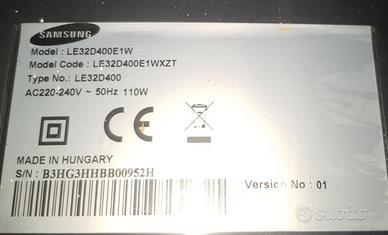 SAMSUNG
Model : LE32D400E1W
Model Code : LE32D400E1WXZT
Type No.: LE32D400
AC220-240V ~ 50Hz 110W
CE
MADE IN HUNGARY
S/N : B3HG3HHBB00952H
Version No : 01
subito